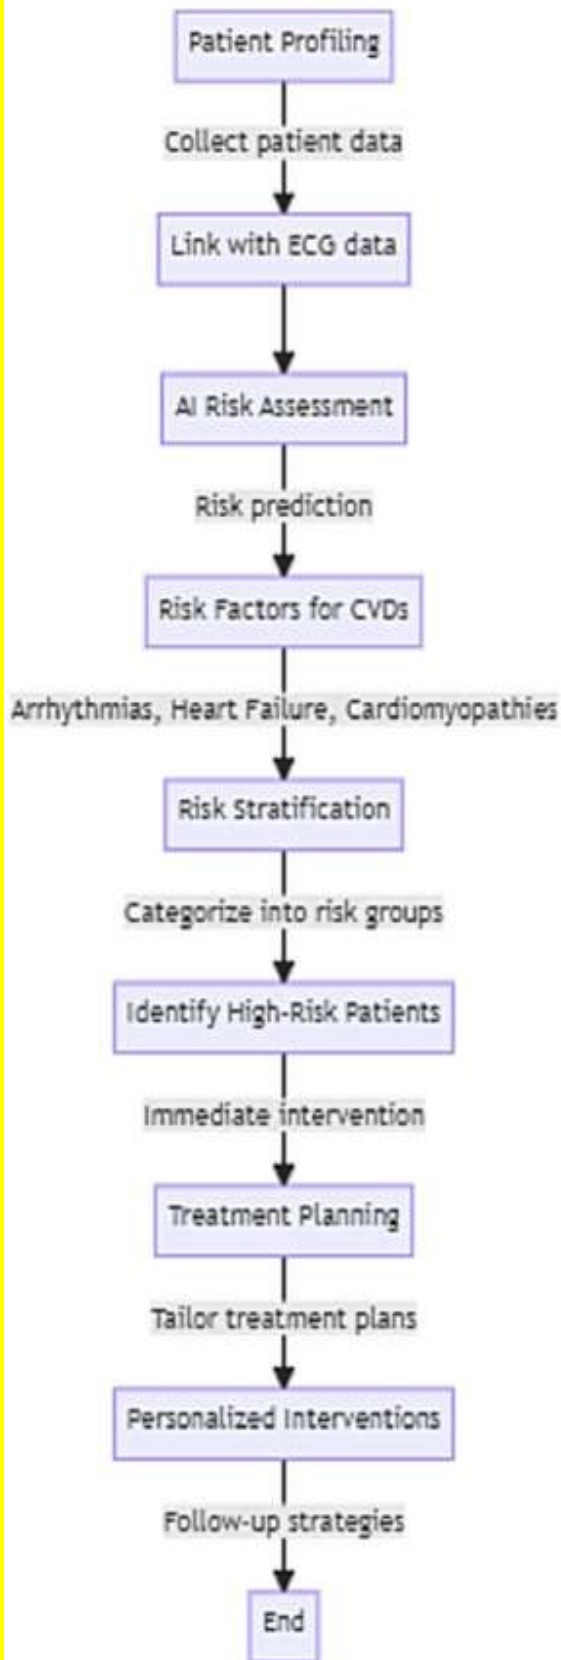 Patient Profiling
Collect patient data
Link with ECG data
AI Risk Assessment
Risk prediction
Risk Factors for CVDs
Arrhythmias, Heart Failure, Cardiomyopathies
Risk Stratification
Categorize into risk groups
Identify High-Risk Patients
Immediate intervention
Treatment Planning
Tailor treatment plans
Personalized Interventions
Follow-up strategies
End